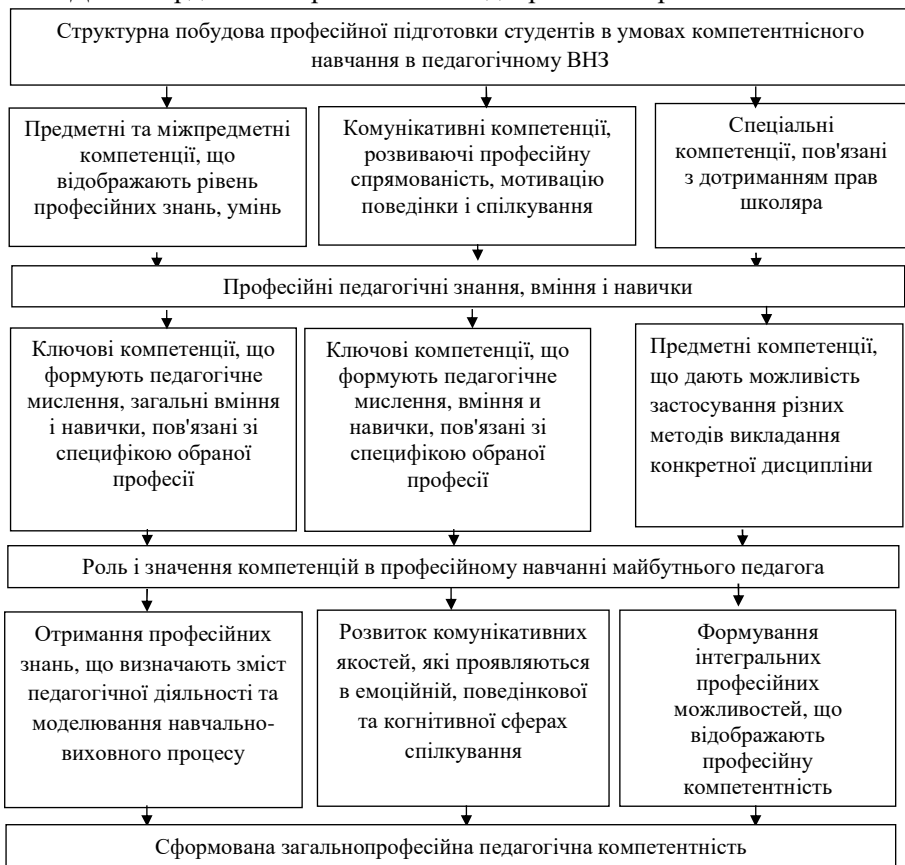 Структурна побудова професійної підготовки студентів в умовах компетентнісного
навчання в педагогічному ВНЗ
Предметні та міжпредметні
компетенції, що
відображають рівень
професійних знань, умінь
Комунікативні компетенції,
розвиваючі професійну
спрямованість, мотивацію
поведінки і спілкування
Спеціальні
компетенції, пов'язані
з дотриманням прав
школяра
Професійні педагогічні знання, вміння і навички
Ключові компетенції, що
формують педагогічне
мислення, загальні вміння
і навички, пов'язані зі
специфікою обраної
професії
Ключові компетенції, що
формують педагогічне
мислення, вміння и
навички, пов'язані зі
специфікою обраної
професії
Предметні компетенції,
що дають можливість
застосування різних
методів викладання
конкретної дисципліни
Роль і значення компетенцій в професійному навчанні майбутнього педагога
Отримання професійних
знань, що визначають зміст
педагогічної діяльності та
моделювання навчально-
виховного процесу
Розвиток комунікативних
якостей, які проявляються
в емоційній, поведінкової
та когнітивної сферах
спілкування
Формування
інтегральних
професійних
можливостей, що
відображають
професійну
компетентність
Сформована загальнопрофесійна педагогічна компетентність